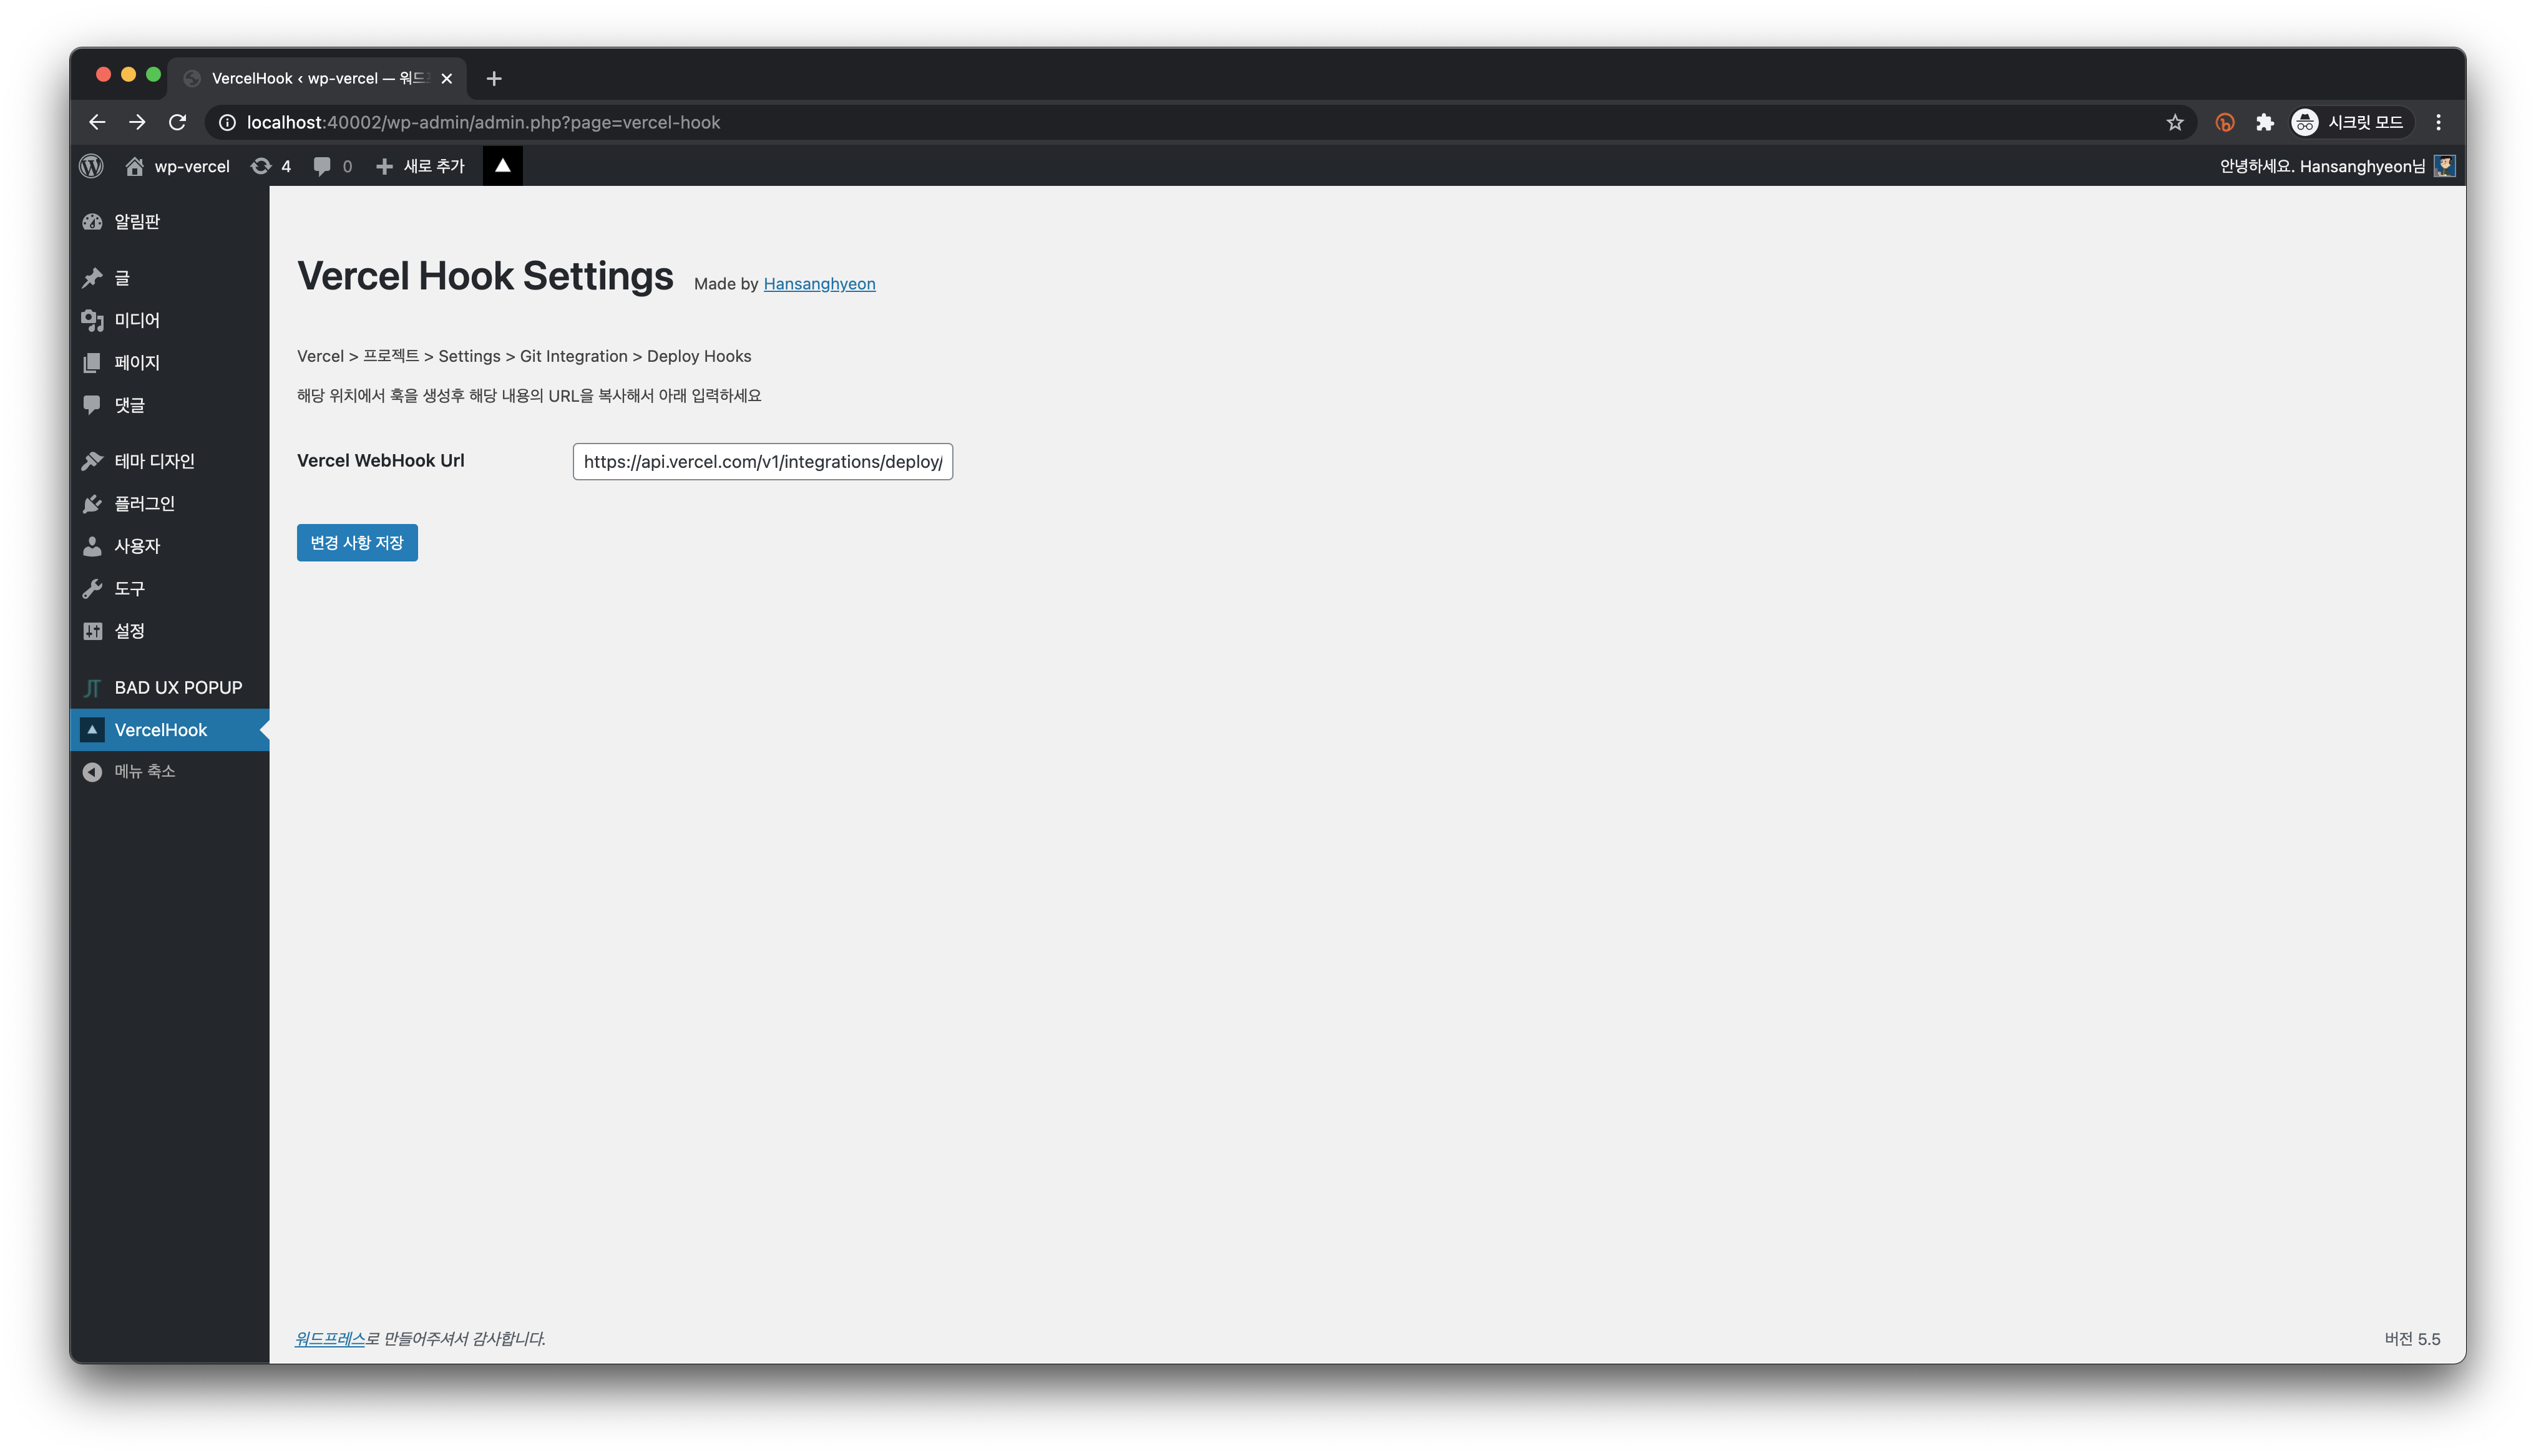 VercelHook ‹ wp-vercel — 워드
localhost:40002/wp-admin/admin.php?page=vercel-hook
시크릿 모드
wp-vercel
4
0
새로 추가
안녕하세요. Hansanghyeon님
알림판
글
미디어
페이지
댓글
테마 디자인
플러그인
사용자
도구
설정
BAD UX POPUP
VercelHook
메뉴 축소
Vercel Hook Settings Made by Hansanghyeon
Vercel > 프로젝트 > Settings > Git Integration > Deploy Hooks
해당 위치에서 훅을 생성후 해당 내용의 URL을 복사해서 아래 입력하세요
Vercel WebHook Url
https://api.vercel.com/v1/integrations/deploy/
변경 사항 저장
워드프레스로 만들어주셔서 감사합니다.
버전 5.5